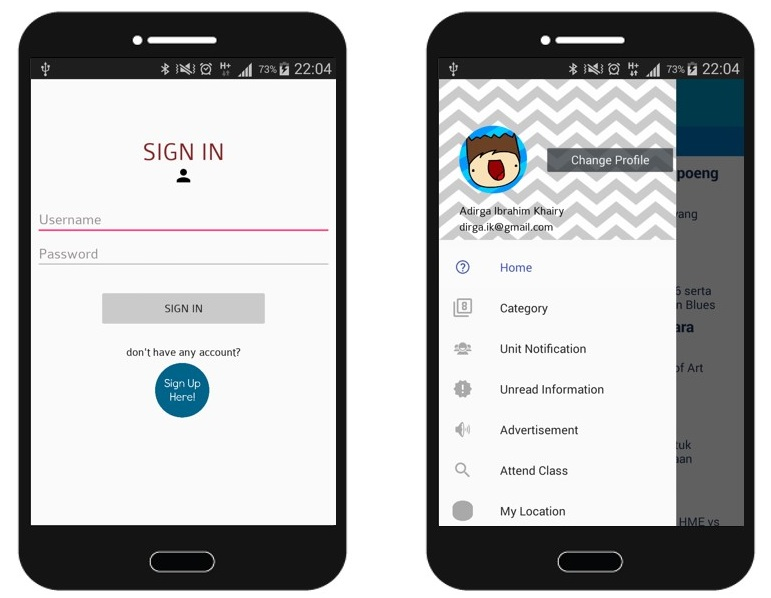 H+ 73% 22:04
SIGN IN
Username
Password
SIGN IN
don't have any account?
Sign Up
Here!
H+ 73% 22:04
Change Profile
Adirga Ibrahim Khairy
dirga.ik@gmail.com
Home
8
Category
Unit Notification
Unread Information
Advertisement
Attend Class
My Location
poeng
yang
6 serta
n Blues
ara
of Art
tuk
aan
HME vs